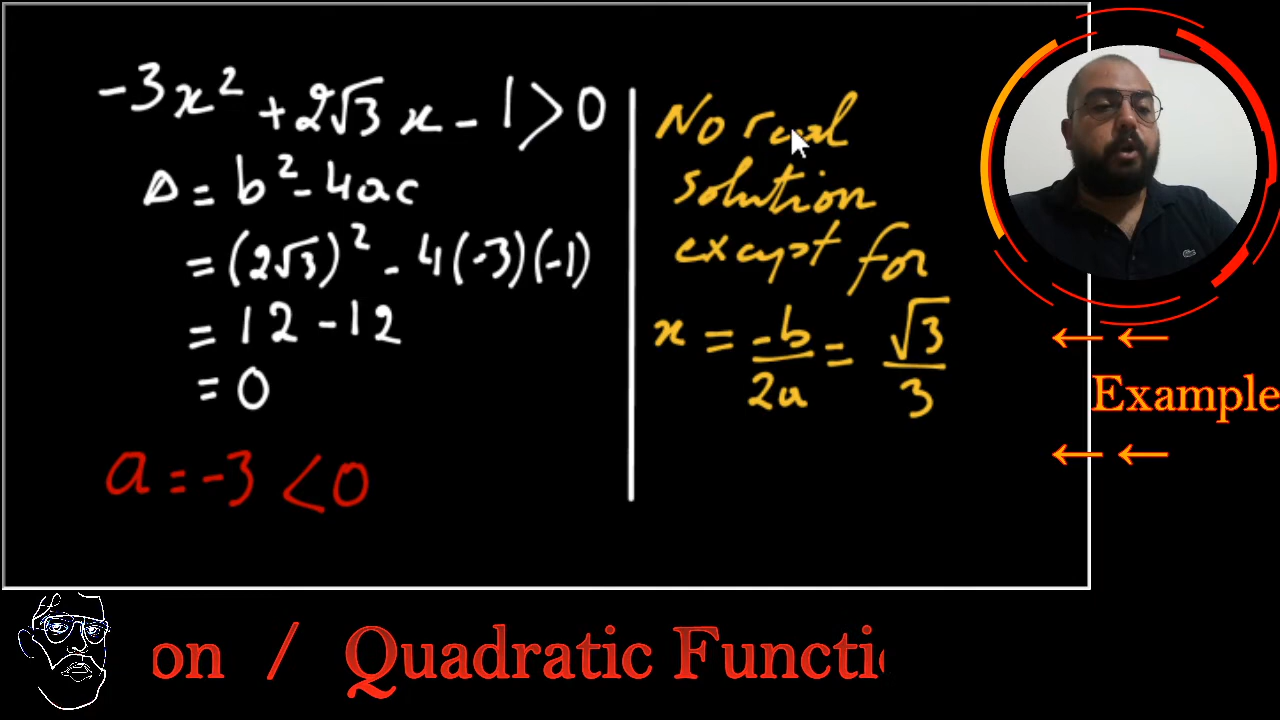 -3x² + 2√3 x - 1 > 0
Δ = b² - 4ac
= (2√3)² - 4(-3)(-1)
= 12 - 12
= 0
a = -3 < 0
No real
solution
except for
x = -b/2a = √3/3
Example
on / Quadratic Functi